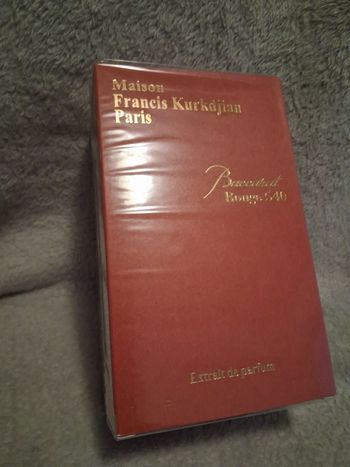 Maison
Francis Kurkdjian
Paris
Baccarat
Rouge 540
Extrait de parfum